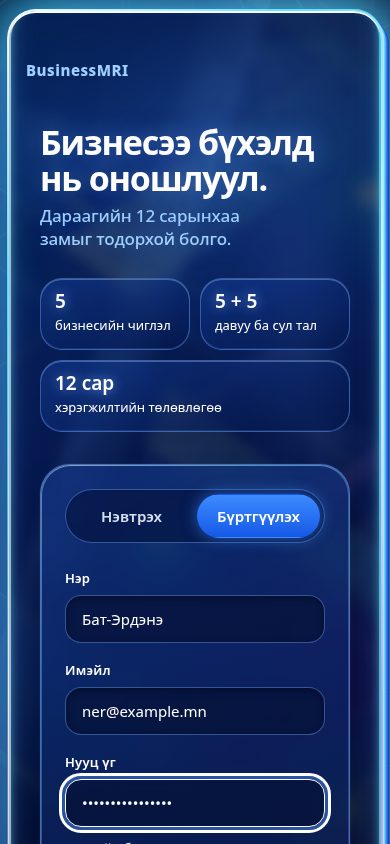 BusinessMRI
Бизнесээ бүхэлд
нь оношлуул.
Дараагийн 12 сарынхаа
замыг тодорхой болго.
5
бизнесийн чиглэл
5 + 5
давуу ба сул тал
12 сар
хэрэгжилтийн төлөвлөгөө
Нэвтрэх
Бүртгүүлэх
Нэр
Бат-Эрдэнэ
Имэйл
ner@example.mn
Нууц үг
••••••••••••••••